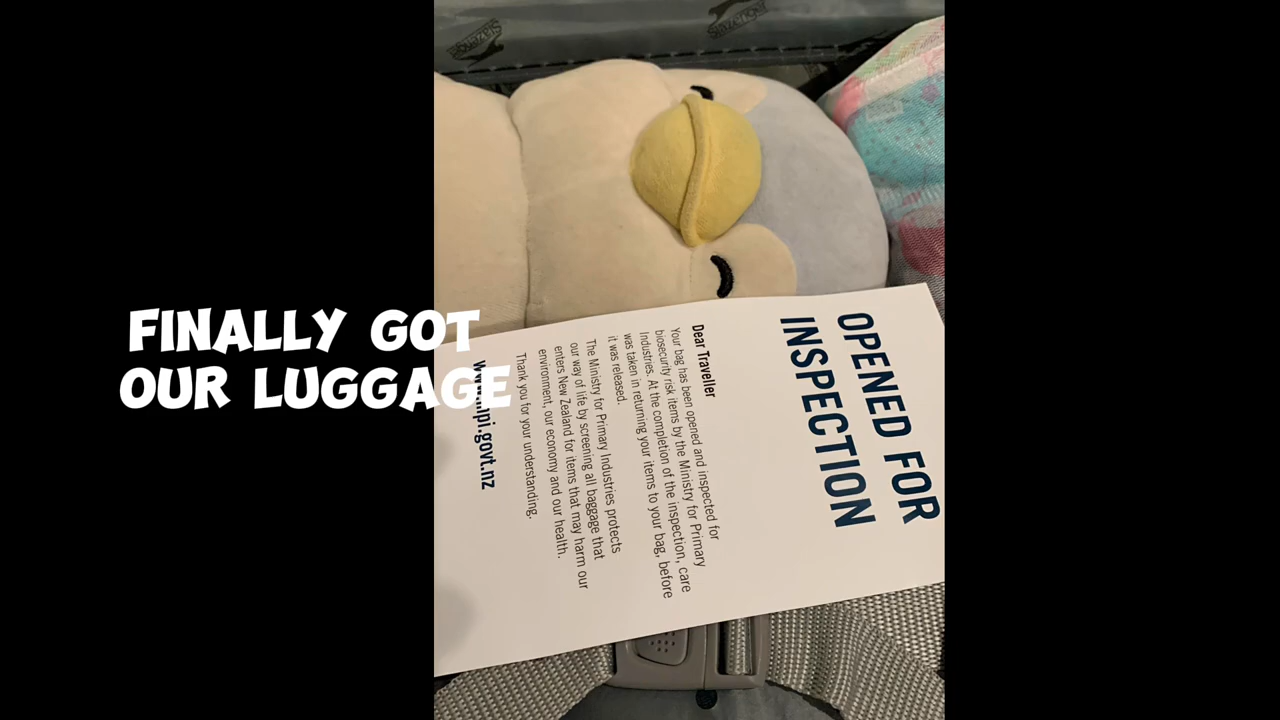 Slazenger
Slazenger
FINALLY GOT
OUR LUGGAGE
OPENED FOR
INSPECTION
Dear Traveller
Your bag has been opened and inspected for
biosecurity risk items by the Ministry for Primary
Industries. At the completion of the inspection, care
was taken in returning your items to your bag, before
it was released.
The Ministry for Primary Industries protects
our way of life by screening all baggage that
enters New Zealand for items that may harm our
environment, our economy and our health.
Thank you for your understanding.
www.mpi.govt.nz